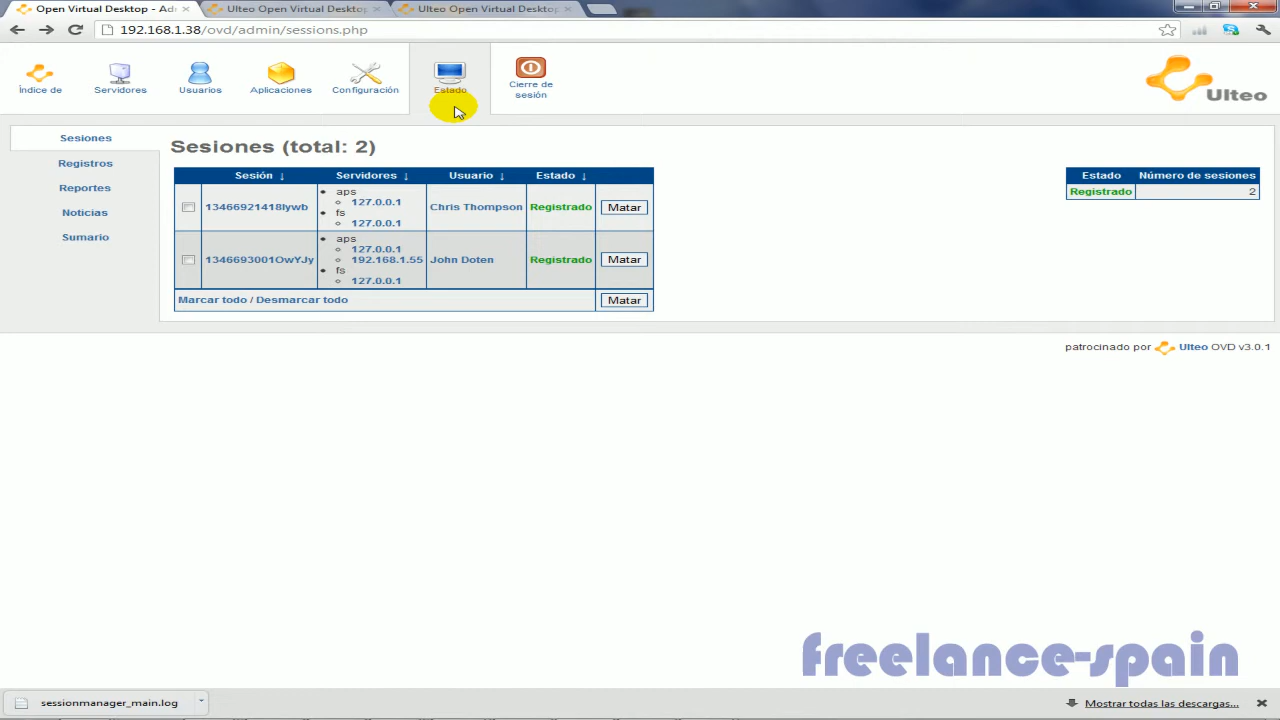 Open Virtual Desktop - Adm
Ulteo Open Virtual Desktop
Ulteo Open Virtual Desktop
192.168.1.38/ovd/admin/sessions.php
Índice de
Servidores
Usuarios
Aplicaciones
Configuración
Estado
Cierre de
sesión
Ulteo
Sesiones
Registros
Reportes
Noticias
Sumario
Sesiones (total: 2)
Sesión ↓ Servidores ↓ Usuario ↓ Estado ↓
aps
127.0.0.1
fs
127.0.0.1
Chris Thompson Registrado Matar
aps
127.0.0.1
192.168.1.55
fs
127.0.0.1
1346693001OwYJy John Doten Registrado Matar
Marcar todo / Desmarcar todo Matar
Estado Número de sesiones
Registrado 2
patrocinado por Ulteo OVD v3.0.1
freelance-spain
sessionmanager_main.log
Mostrar todas las descargas...